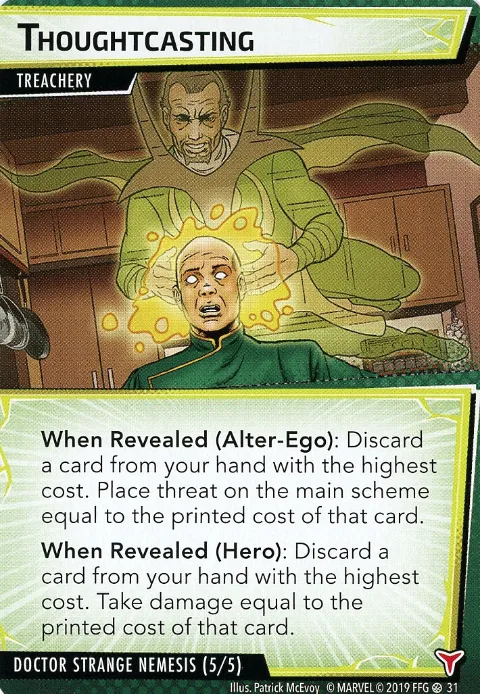 THOUGHTCASTING
TREACHERY
When Revealed (Alter-Ego): Discard
a card from your hand with the highest
cost. Place threat on the main scheme
equal to the printed cost of that card.
When Revealed (Hero): Discard a
card from your hand with the highest
cost. Take damage equal to the
printed cost of that card.
DOCTOR STRANGE NEMESIS (5/5)
Illus. Patrick McEvoy © MARVEL © 2019 FFG 31